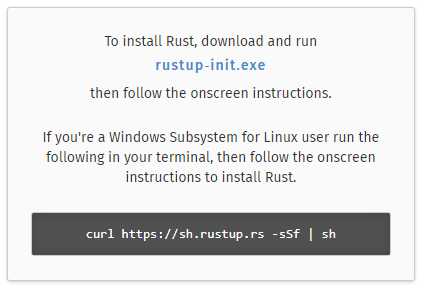 To install Rust, download and run
rustup-init.exe
then follow the onscreen instructions.
If you're a Windows Subsystem for Linux user run the
following in your terminal, then follow the onscreen
instructions to install Rust.
curl https://sh.rustup.rs -sSf | sh